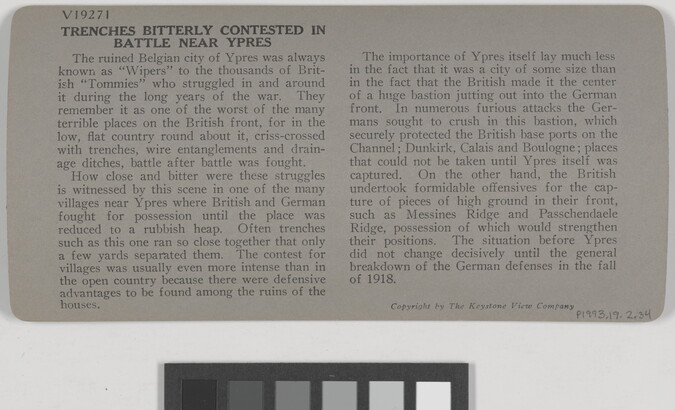 V19271
TRENCHES BITTERLY CONTESTED IN
BATTLE NEAR YPRES
The ruined Belgian city of Ypres was always
known as "Wipers" to the thousands of Brit-
ish "Tommies" who struggled in and around
it during the long years of the war. They
remember it as one of the worst of the many
terrible places on the British front, for in the
low, flat country round about it, criss-crossed
with trenches, wire entanglements and drain-
age ditches, battle after battle was fought.
How close and bitter were these struggles
is witnessed by this scene in one of the many
villages near Ypres where British and German
fought for possession until the place was
reduced to a rubbish heap. Often trenches
such as this one ran so close together that only
a few yards separated them. The contest for
villages was usually even more intense than in
the open country because there were defensive
advantages to be found among the ruins of the
houses.
The importance of Ypres itself lay much less
in the fact that it was a city of some size than
in the fact that the British made it the center
of a huge bastion jutting out into the German
front. In numerous furious attacks the Ger-
mans sought to crush in this bastion, which
securely protected the British base ports on the
Channel; Dunkirk, Calais and Boulogne; places
that could not be taken until Ypres itself was
captured. On the other hand, the British
undertook formidable offensives for the cap-
ture of pieces of high ground in their front,
such as Messines Ridge and Passchendaele
Ridge, possession of which would strengthen
their positions. The situation before Ypres
did not change decisively until the general
breakdown of the German defenses in the fall
of 1918.
Copyright by The Keystone View Company
P1973.19.2.34